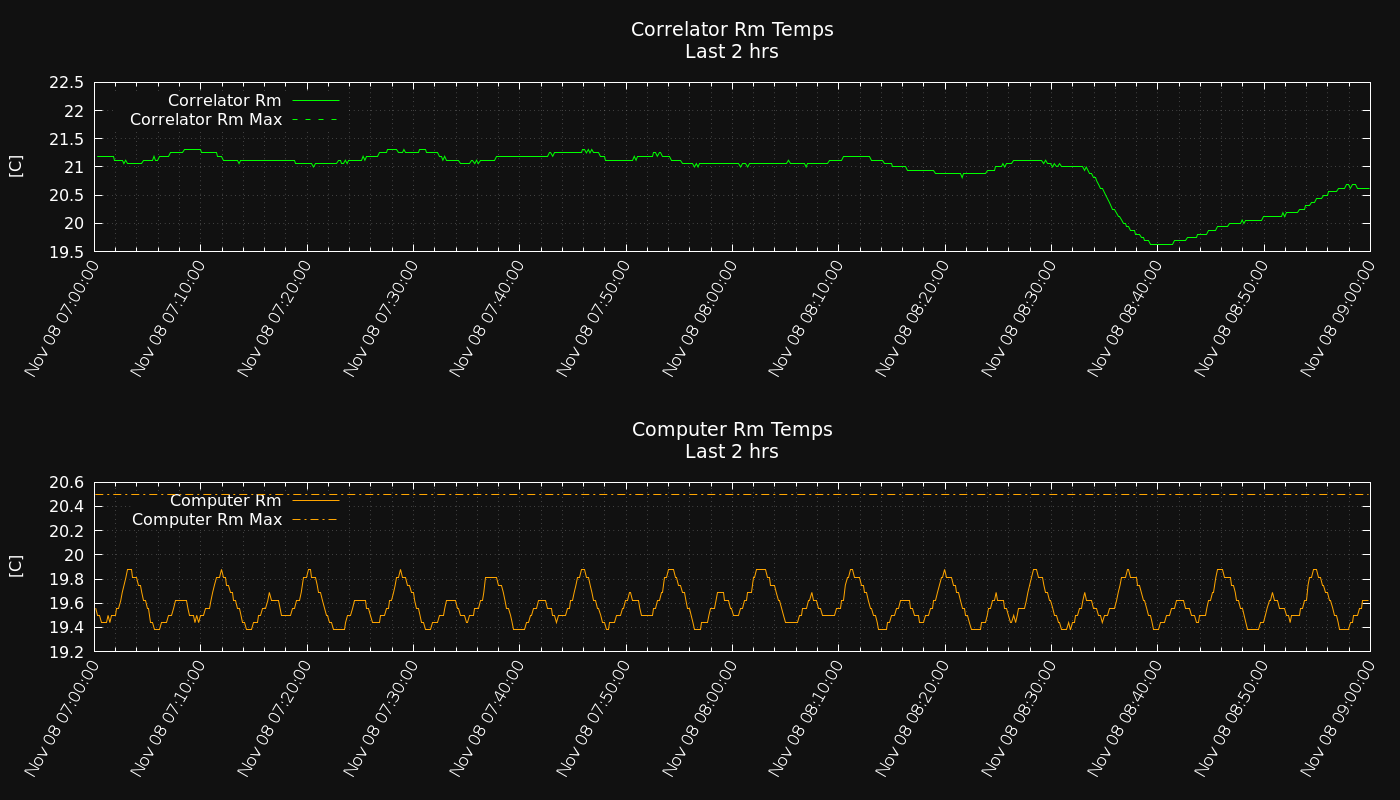 Correlator Rm Temps
Last 2 hrs
22.5
22
21.5
21
20.5
20
19.5
[C]
Correlator Rm
Correlator Rm Max
Nov 08 07:00:00
Nov 08 07:10:00
Nov 08 07:20:00
Nov 08 07:30:00
Nov 08 07:40:00
Nov 08 07:50:00
Nov 08 08:00:00
Nov 08 08:10:00
Nov 08 08:20:00
Nov 08 08:30:00
Nov 08 08:40:00
Nov 08 08:50:00
Nov 08 09:00:00
Computer Rm Temps
Last 2 hrs
20.6
20.4
20.2
20
19.8
19.6
19.4
19.2
[C]
Computer Rm
Computer Rm Max
Nov 08 07:00:00
Nov 08 07:10:00
Nov 08 07:20:00
Nov 08 07:30:00
Nov 08 07:40:00
Nov 08 07:50:00
Nov 08 08:00:00
Nov 08 08:10:00
Nov 08 08:20:00
Nov 08 08:30:00
Nov 08 08:40:00
Nov 08 08:50:00
Nov 08 09:00:00